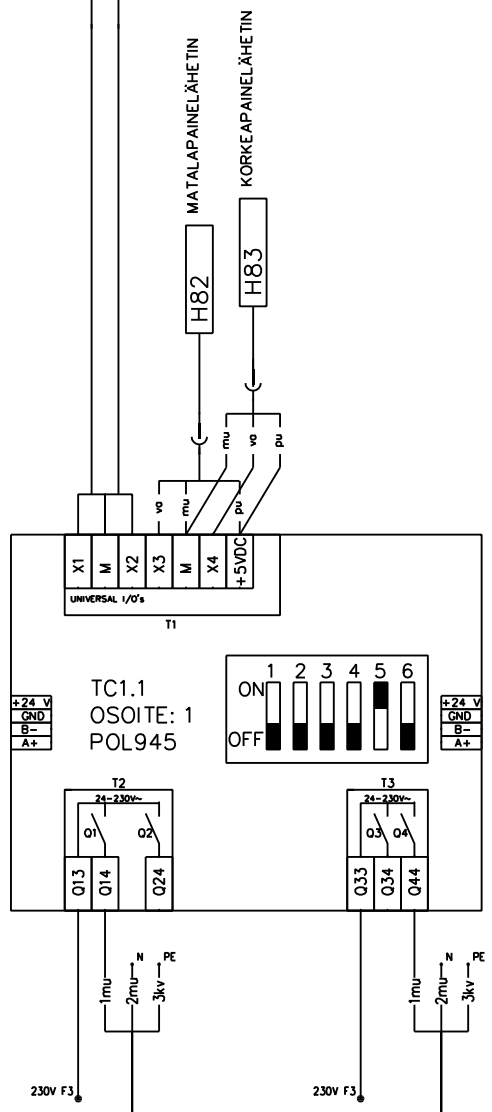 MATALAPAINELÄHETIN
KORKEAPAINELÄHETIN
H82
H83
mu
va
pu
va
mu
pu
X1
M
X2
X3
M
X4
+5VDC
UNIVERSAL I/O's
T1
TC1.1
OSOITE: 1
POL945
1 2 3 4 5 6
ON
OFF
+24 V
GND
B-
A+
+24 V
GND
B-
A+
T2
24-230V~
Q1
Q2
Q13
Q14
Q24
T3
24-230V~
Q3
Q4
Q33
Q34
Q44
1mu
2mu
3kv
N
PE
230V F3
1mu
2mu
3kv
N
PE
230V F3